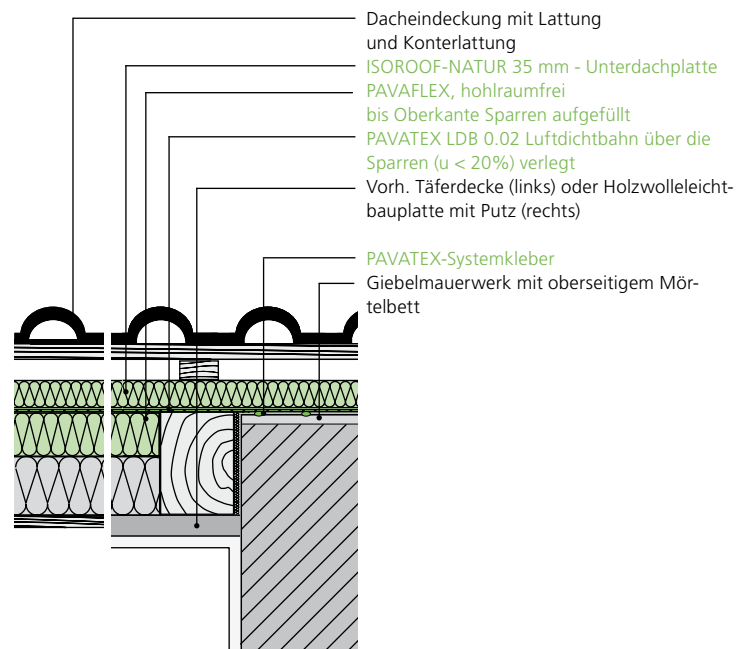 Dacheindeckung mit Lattung
und Konterlattung
ISOROOF-NATUR 35 mm - Unterdachplatte
PAVAFLEX, hohlraumfrei
bis Oberkante Sparren aufgefüllt
PAVATEX LDB 0.02 Luftdichtbahn über die
Sparren (u < 20%) verlegt
Vorh. Täferdecke (links) oder Holzwolleleicht-
bauplatte mit Putz (rechts)
PAVATEX-Systemkleber
Giebelmauerwerk mit oberseitigem Mör-
telbett